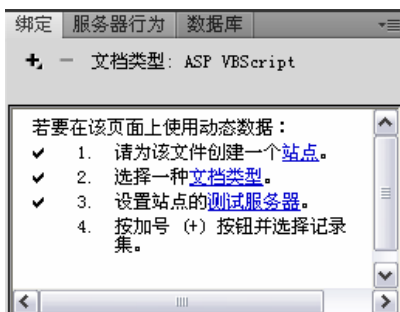 绑定 服务器行为 数据库
文档类型: ASP VBScript
若要在该页面上使用动态数据：
1. 请为该文件创建一个站点。
2. 选择一种文档类型。
3. 设置站点的测试服务器。
4. 按加号 (+) 按钮并选择记录
集。